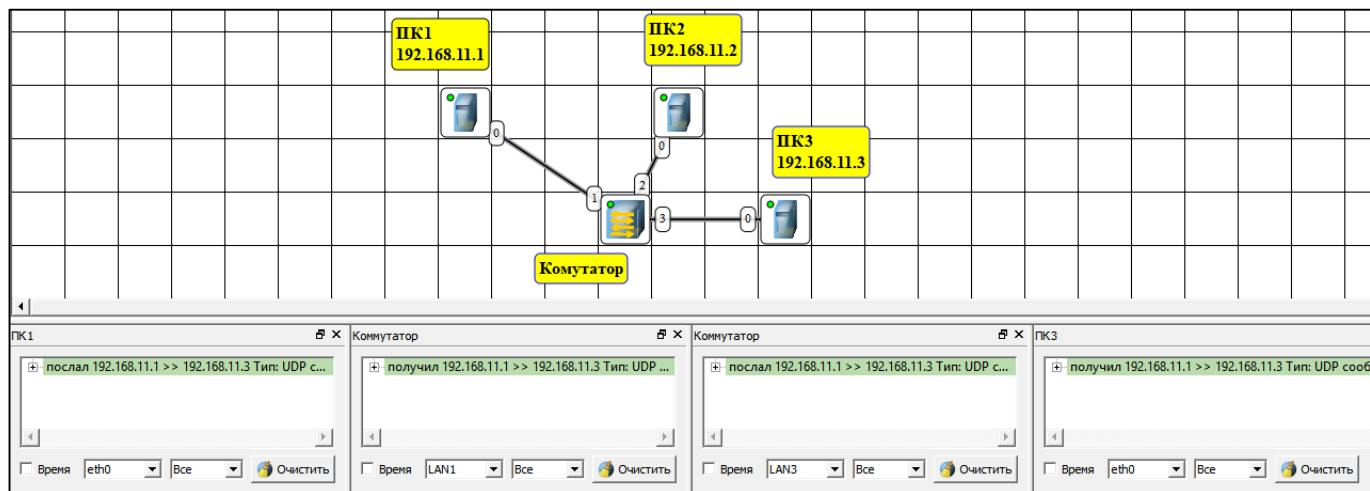 ПК1
192.168.11.1
ПК2
192.168.11.2
0
0
ПК3
192.168.11.3
2
1
3
0
Комутатор
ПК1
Коммутатор
Коммутатор
ПК3
послал 192.168.11.1 >> 192.168.11.3 Тип: UDP с...
получил 192.168.11.1 >> 192.168.11.3 Тип: UDP ...
послал 192.168.11.1 >> 192.168.11.3 Тип: UDP с...
получил 192.168.11.1 >> 192.168.11.3 Тип: UDP сооб
Время eth0 Все Очистить
Время LAN1 Все Очистить
Время LAN3 Все Очистить
Время eth0 Все Очистить